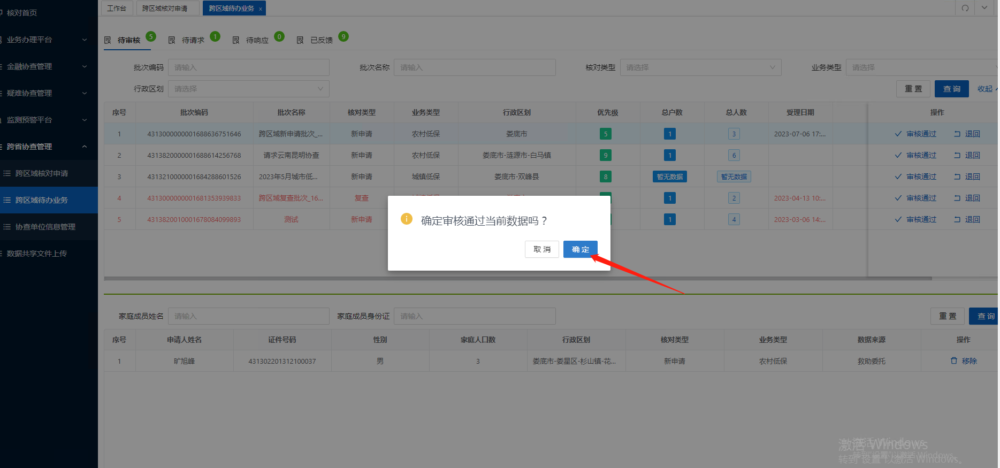 核对首页
业务办理平台
金融协查管理
疑难协查管理
监测预警平台
跨省协查管理
跨区域核对申请
跨区域待办业务
协查单位信息管理
数据共享文件上传
工作台 跨区域核对申请 跨区域待办业务 ×
待审核 5 待请求 1 待响应 0 已反馈 9
批次编码 请输入 批次名称 请输入 核对类型 请选择 业务类型 请选择
行政区划 请选择 重 置 查 询 收起
序号 批次编码 批次名称 核对类型 业务类型 行政区划 优先级 总户数 总人数 受理日期 操作
1 4313000000001688636751646 跨区域新申请批次_... 新申请 农村低保 娄底市 5 1 3 2023-07-06 17:... 审核通过 退回
2 4313820000001688614256768 请求云南昆明协查 新申请 农村低保 娄底市-涟源市-白马镇 9 1 6 审核通过 退回
3 4313210000001684288601526 2023年5月城市低... 新申请 城镇低保 娄底市-双峰县 8 暂无数据 暂无数据 审核通过 退回
4 4313000000001681353939833 跨区域复查批次_16... 复查 1 2 2023-04-13 10:... 审核通过 退回
5 4313820010001678084099893 测试 新申请 1 4 2023-03-06 14:... 审核通过 退回
确定审核通过当前数据吗？
取 消 确 定
家庭成员姓名 请输入 家庭成员身份证 请输入 重 置 查 询
序号 申请人姓名 证件号码 性别 家庭人口数 行政区划 核对类型 业务类型 数据来源 操作
1 旷旭峰 431302201312100037 男 3 娄底市-娄星区-杉山镇-花... 新申请 农村低保 救助委托 移除
激活 Windows
激活 Windows
转到"设置"以激活 Windows。
转到"设置"以激活 Windows。